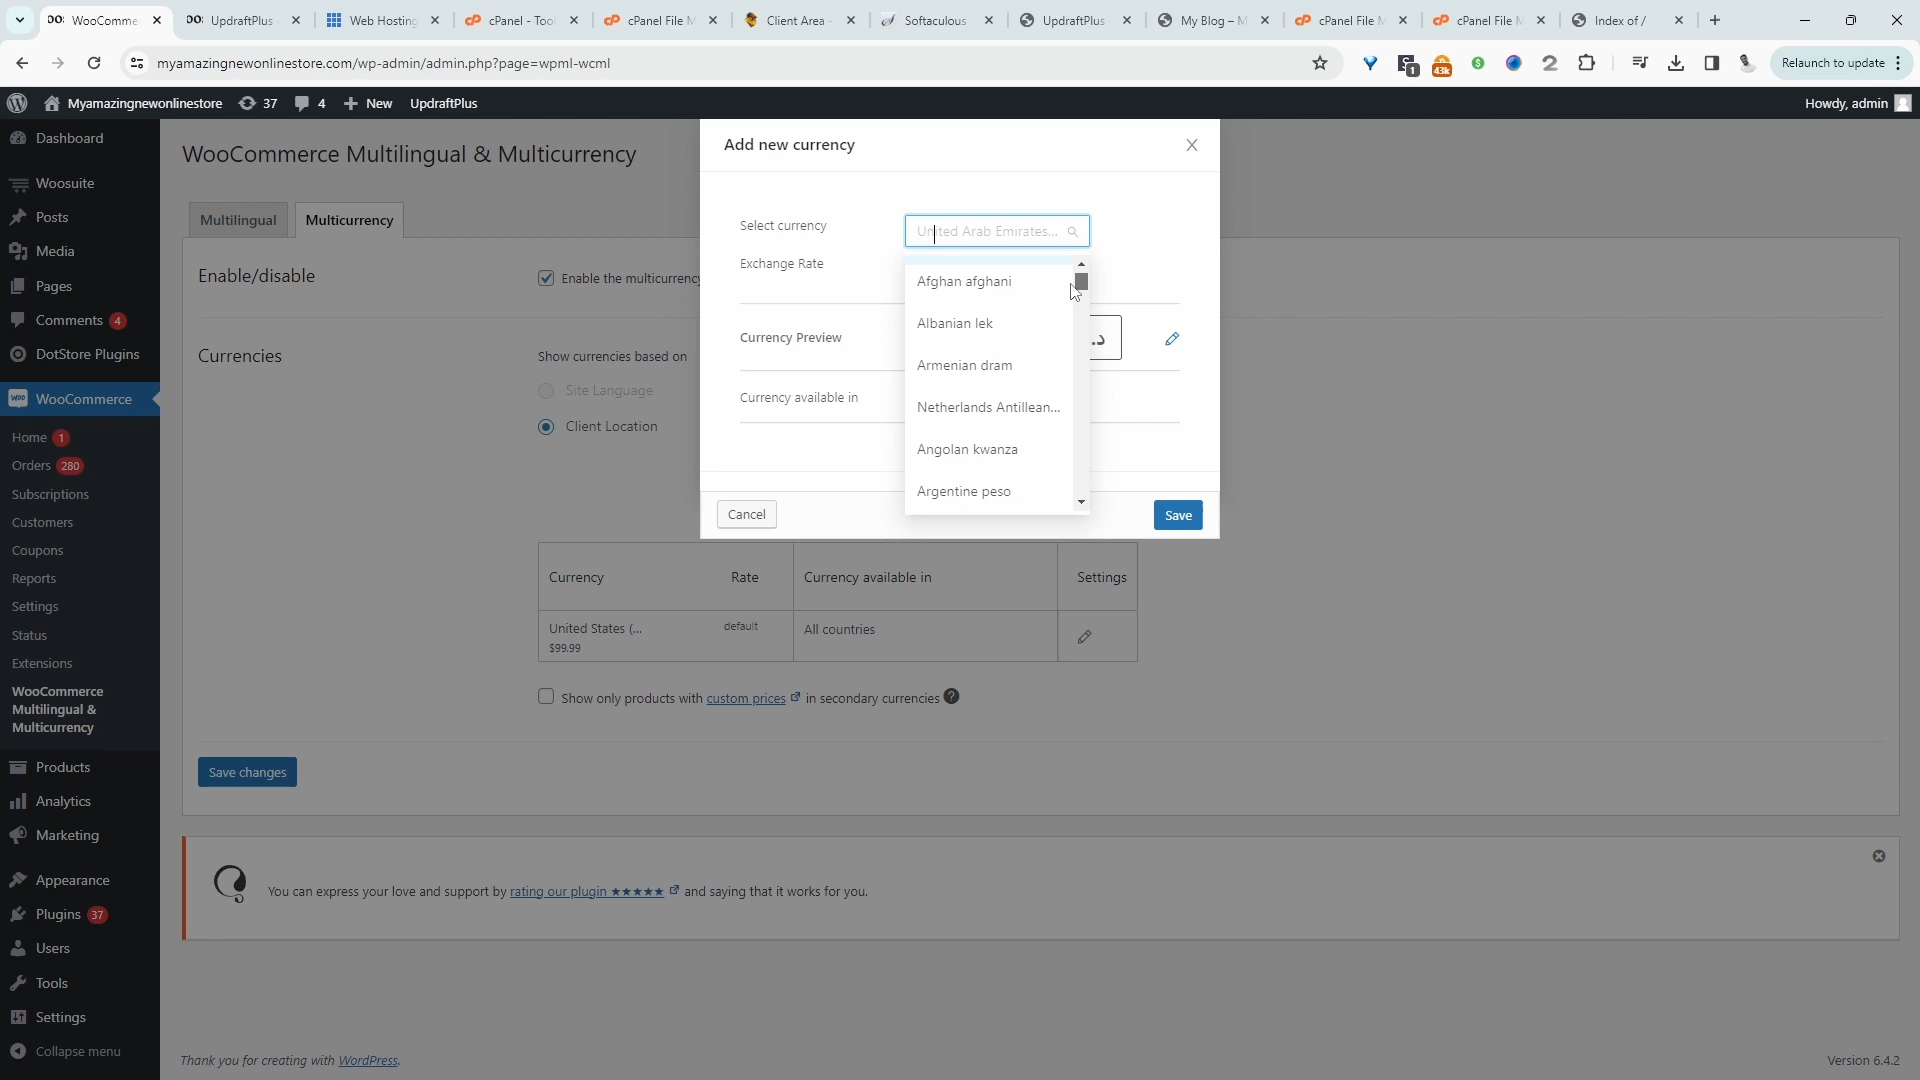 WooComme
UpdraftPlus
Web Hosting
cPanel - Too
cPanel File M
Client Area -
Softaculous
UpdraftPlus
My Blog – M
cPanel File M
cPanel File M
Index of /
myamazingnewonlinestore.com/wp-admin/admin.php?page=wpml-wcml
1
43k
Relaunch to update
Myamazingnewonlinestore
37
4
New
UpdraftPlus
Howdy, admin
Dashboard
Woosuite
Posts
Media
Pages
Comments 4
DotStore Plugins
WooCommerce
Home 1
Orders 280
Subscriptions
Customers
Coupons
Reports
Settings
Status
Extensions
WooCommerce
Multilingual &
Multicurrency
Products
Analytics
Marketing
Appearance
Plugins 37
Users
Tools
Settings
Collapse menu
WooCommerce Multilingual & Multicurrency
Multilingual
Multicurrency
Enable/disable
Enable the multicurrency
Currencies
Show currencies based on
Site Language
Client Location
Add new currency
Select currency
United Arab Emirates...
Exchange Rate
Currency Preview
د.
Currency available in
Afghan afghani
Albanian lek
Armenian dram
Netherlands Antillean...
Angolan kwanza
Argentine peso
Cancel
Save
Currency
Rate
Currency available in
Settings
United States (...
default
All countries
$99.99
Show only products with custom prices in secondary currencies ?
Save changes
You can express your love and support by rating our plugin ★★★★★ and saying that it works for you.
Thank you for creating with WordPress.
Version 6.4.2